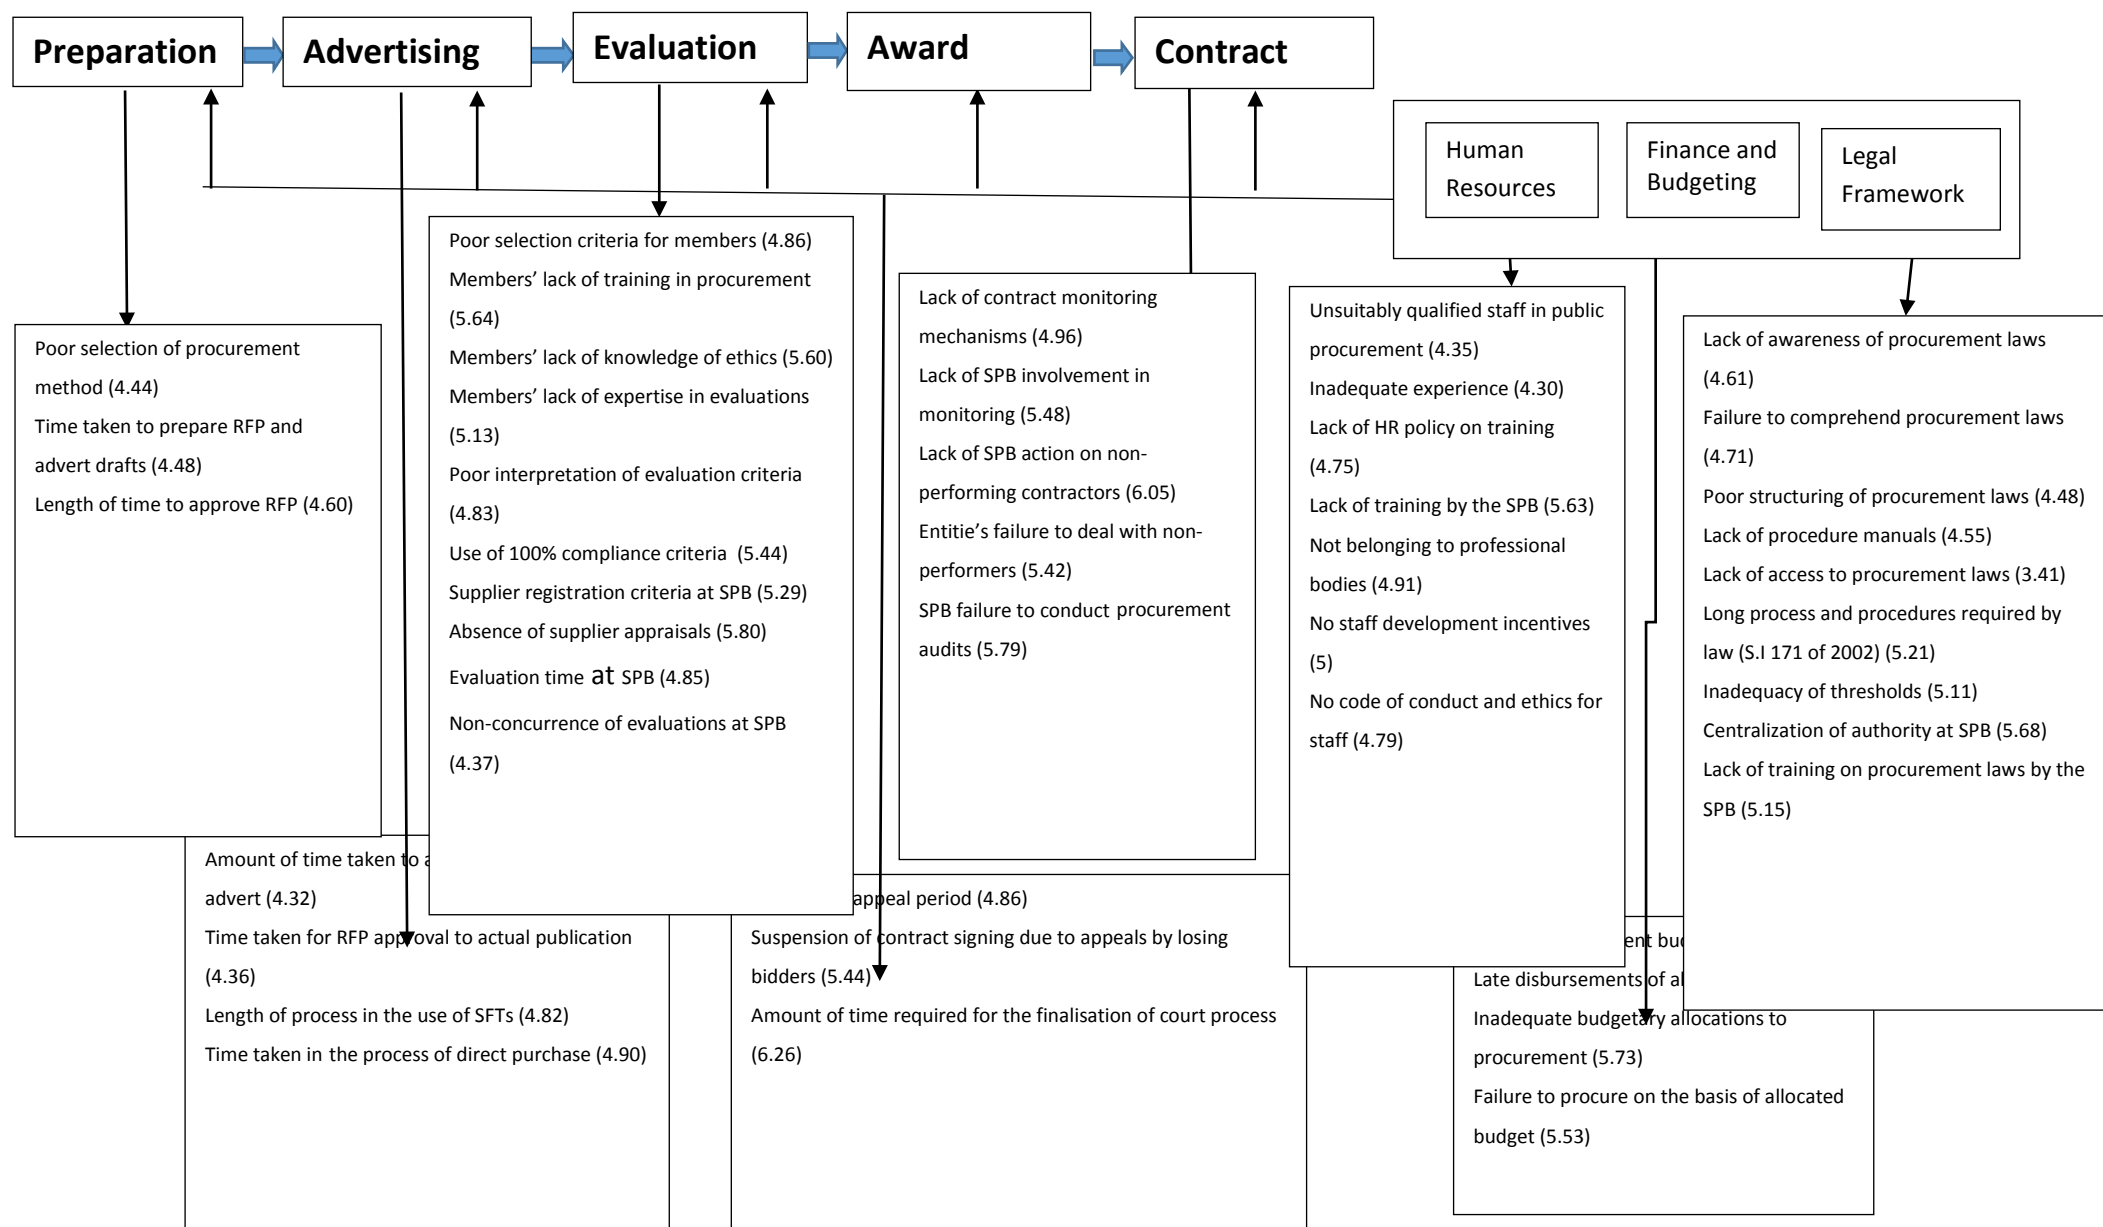 Preparation
Advertising
Evaluation
Award
Contract
Human
Resources
Finance and
Budgeting
Legal
Framework
Poor selection of procurement
method (4.44)
Time taken to prepare RFP and
advert drafts (4.48)
Length of time to approve RFP (4.60)
Amount of time taken to
advert (4.32)
Time taken for RFP approval to actual publication
(4.36)
Length of process in the use of SFTs (4.82)
Time taken in the process of direct purchase (4.90)
Poor selection criteria for members (4.86)
Members’ lack of training in procurement
(5.64)
Members’ lack of knowledge of ethics (5.60)
Members’ lack of expertise in evaluations
(5.13)
Poor interpretation of evaluation criteria
(4.83)
Use of 100% compliance criteria (5.44)
Supplier registration criteria at SPB (5.29)
Absence of supplier appraisals (5.80)
Evaluation time at SPB (4.85)
Non-concurrence of evaluations at SPB
(4.37)
appeal period (4.86)
Suspension of contract signing due to appeals by losing
bidders (5.44)
Amount of time required for the finalisation of court process
(6.26)
Lack of contract monitoring
mechanisms (4.96)
Lack of SPB involvement in
monitoring (5.48)
Lack of SPB action on non-
performing contractors (6.05)
Entitie’s failure to deal with non-
performers (5.42)
SPB failure to conduct procurement
audits (5.79)
Unsuitably qualified staff in public
procurement (4.35)
Inadequate experience (4.30)
Lack of HR policy on training
(4.75)
Lack of training by the SPB (5.63)
Not belonging to professional
bodies (4.91)
No staff development incentives
(5)
No code of conduct and ethics for
staff (4.79)
Late disbursements of
Inadequate budgetary allocations to
procurement (5.73)
Failure to procure on the basis of allocated
budget (5.53)
Lack of awareness of procurement laws
(4.61)
Failure to comprehend procurement laws
(4.71)
Poor structuring of procurement laws (4.48)
Lack of procedure manuals (4.55)
Lack of access to procurement laws (3.41)
Long process and procedures required by
law (S.I 171 of 2002) (5.21)
Inadequacy of thresholds (5.11)
Centralization of authority at SPB (5.68)
Lack of training on procurement laws by the
SPB (5.15)